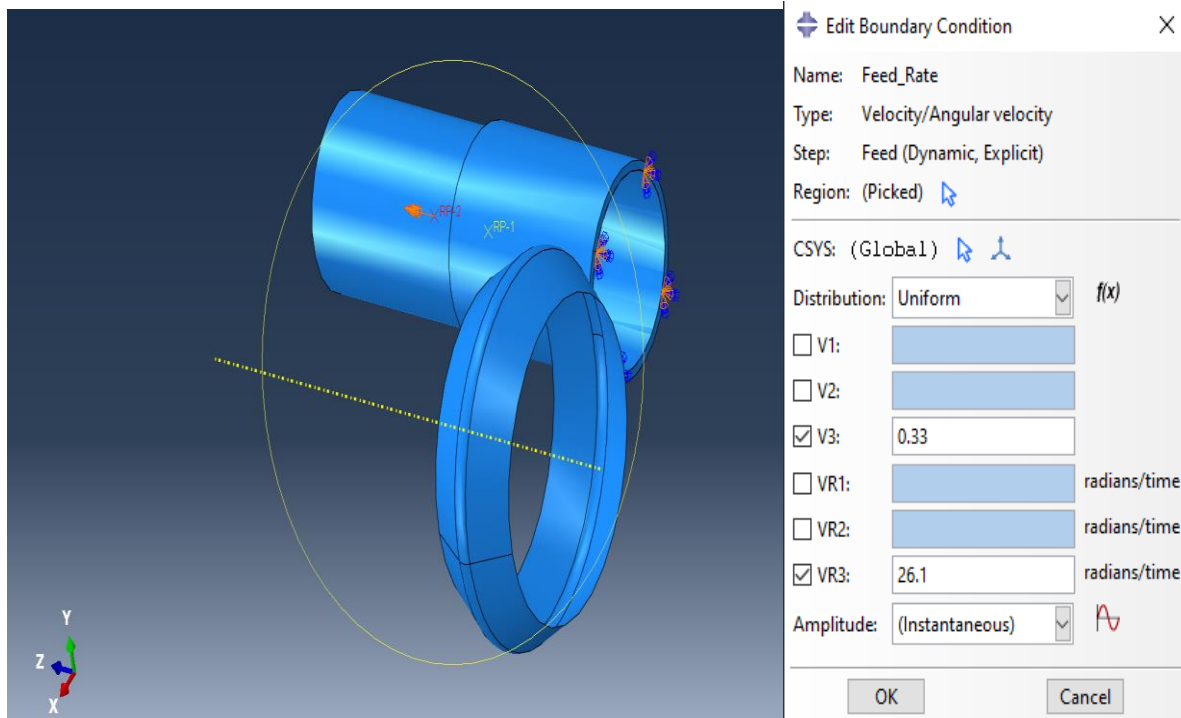 RP-2
RP-1
Y
Z
X
Edit Boundary Condition
Name: Feed_Rate
Type: Velocity/Angular velocity
Step: Feed (Dynamic, Explicit)
Region: (Picked)
CSYS: (Global)
Distribution: Uniform f(x)
V1:
V2:
V3: 0.33
VR1: radians/time
VR2: radians/time
VR3: 26.1 radians/time
Amplitude: (Instantaneous)
OK Cancel